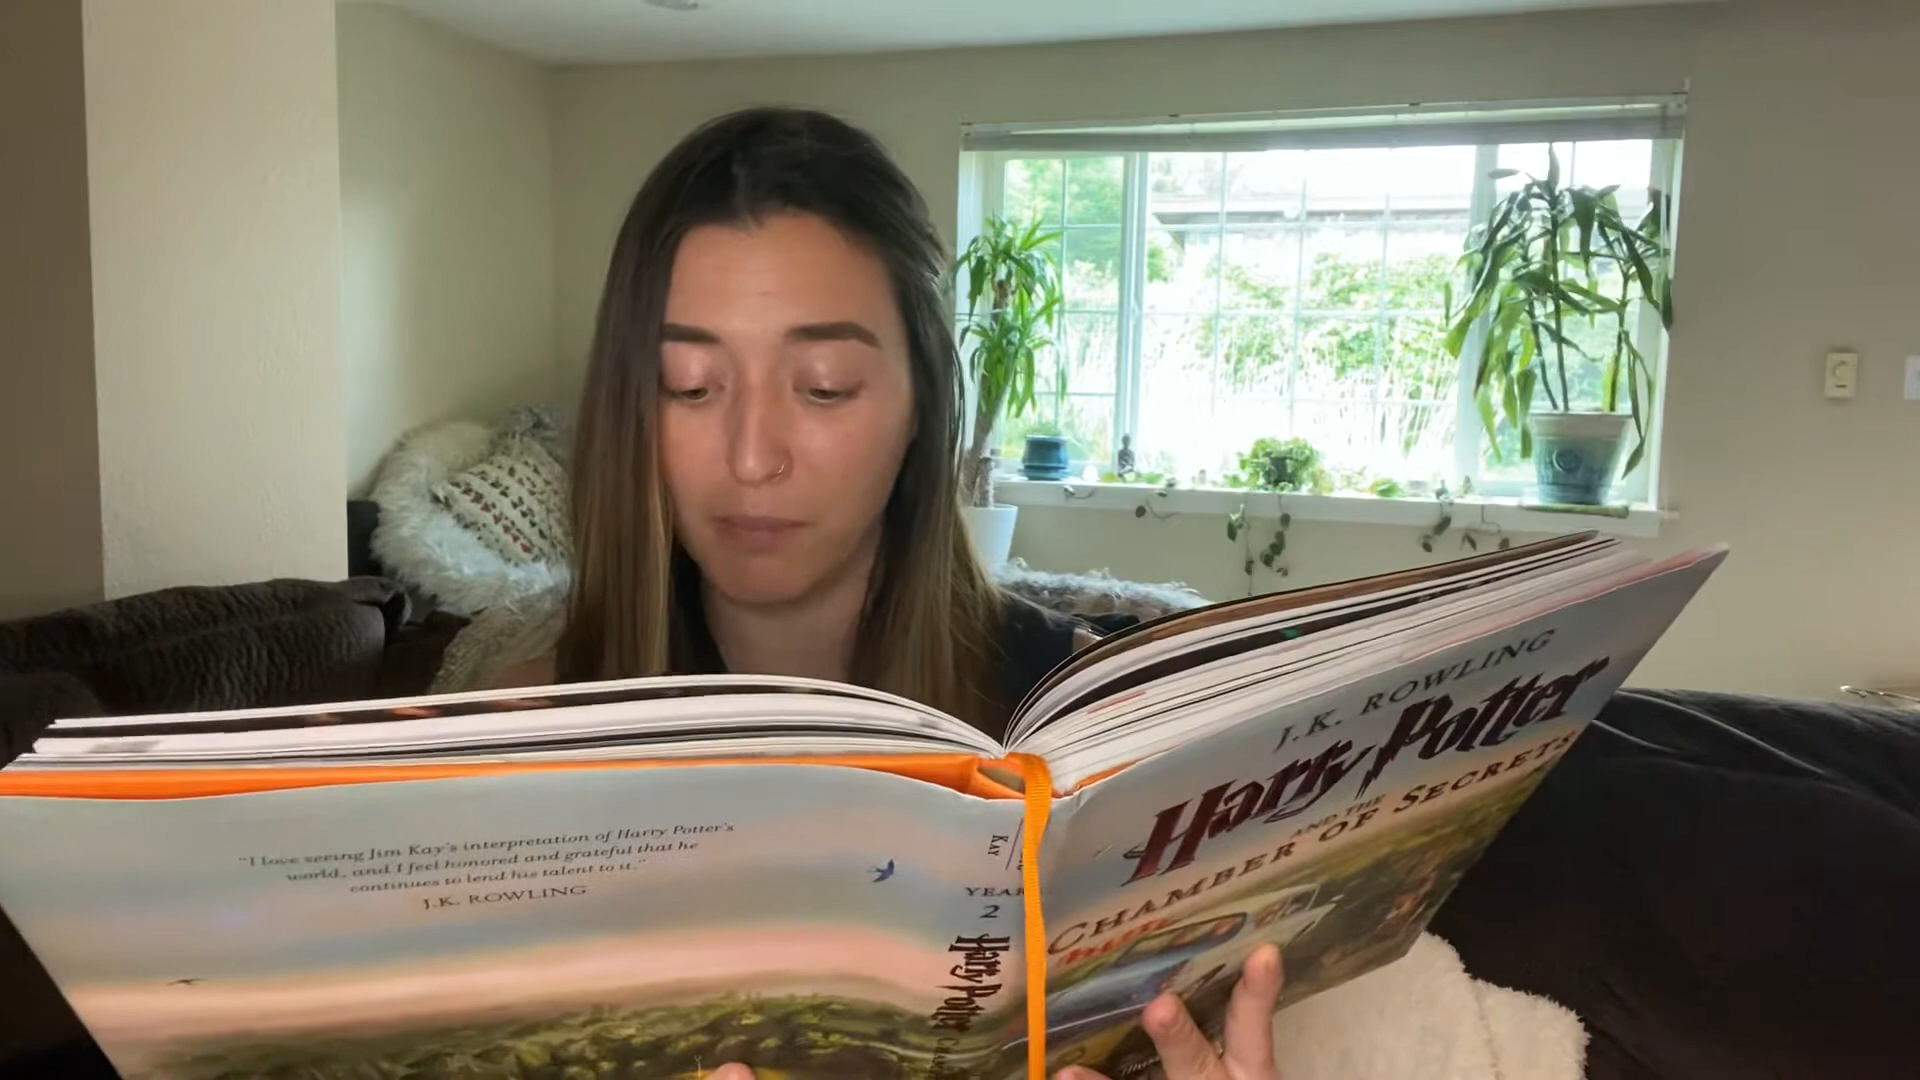 "I love seeing Jim Kay's interpretation of Harry Potter's
world, and I feel honored and grateful that he
continues to lend his talent to it."
J.K. ROWLING
KAY
YEAR
2
Harry Potter
J.K. ROWLING
Harry Potter
AND THE
CHAMBER OF SECRETS